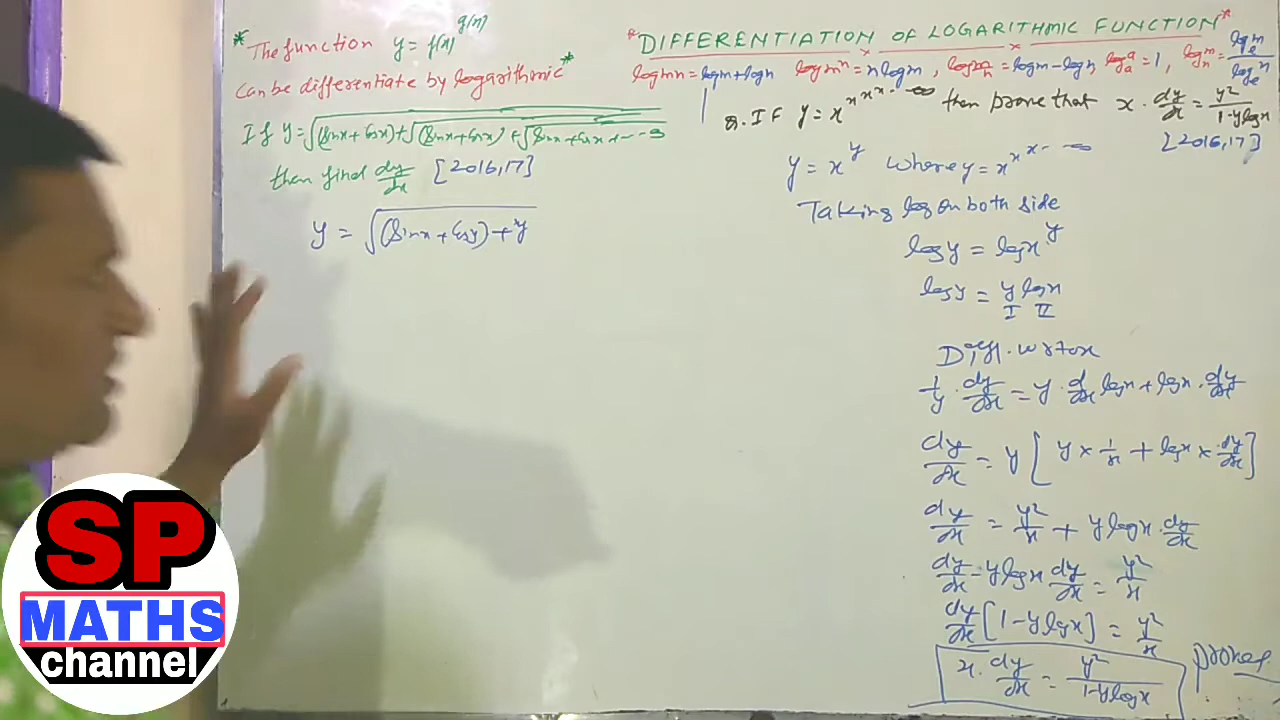 *The function y = f(x)^g(x)
can be differentiate by logarithmic*
If y = √(Sinx + Cosx) + √(Sinx + Cosx) + √Sinx + Cosx + --- ∞
then find dy/dx [2016,17]
y = √(Sinx + Cosy) + y
*DIFFERENTIATION OF LOGARITHMIC FUNCTION*
log mn = log m + log n log m^n = n log m, log m/n = log m - log n, log_a a = 1, log_n m = log_e m / log_e n
Q. IF y = x^x^x^x^... ∞ then prove that x · dy/dx = y²/1-ylogx
[2016,17]
y = x^y where y = x^x^x^... ∞
Taking log on both side
log y = log x^y
log y = y log x
I II
Diff. w r to x
1/y · dy/dx = y · d/dx log x + log x · dy/dx
dy/dx = y [ y × 1/x + log x × dy/dx ]
dy/dx = y²/x + y log x · dy/dx
dy/dx - y log x dy/dx = y²/x
dy/dx [1 - y log x] = y²/x
x · dy/dx = y²/1-ylogx proved
SP
MATHS
channel